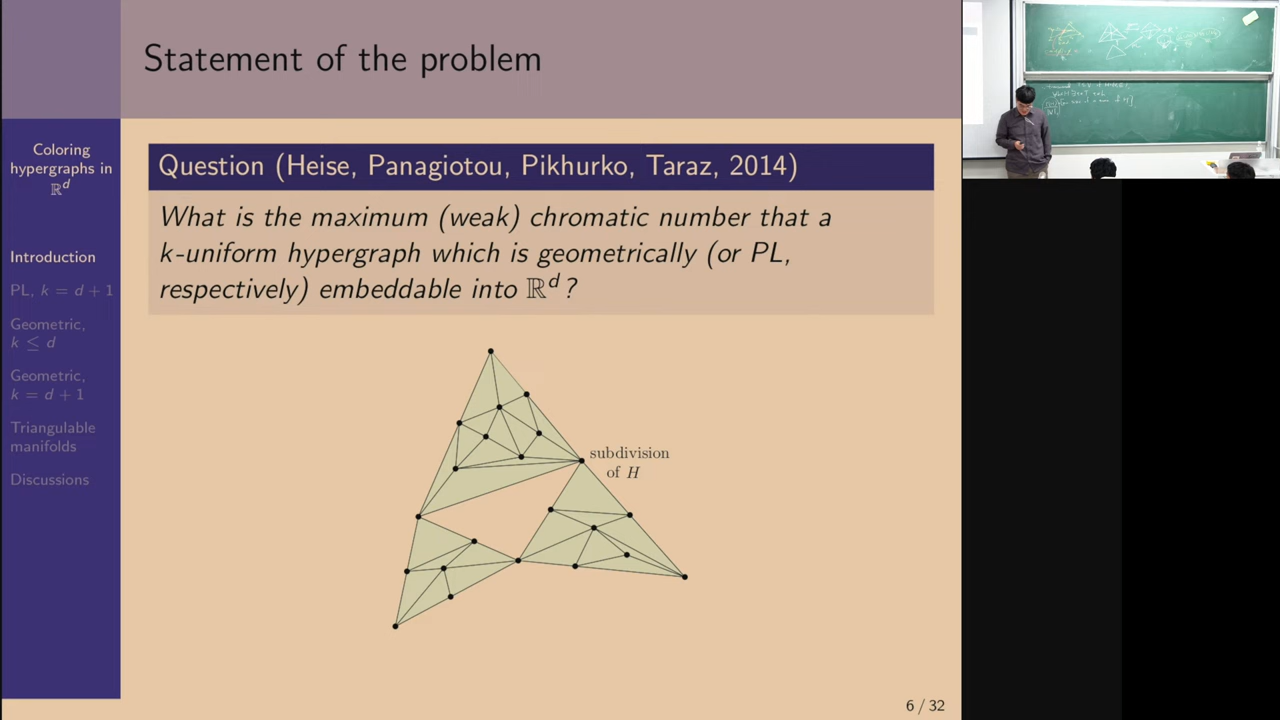 Statement of the problem
Coloring
hypergraphs in
ℝᵈ
Introduction
PL, k = d + 1
Geometric,
k ≤ d
Geometric,
k = d + 1
Triangulable
manifolds
Discussions
Question (Heise, Panagiotou, Pikhurko, Taraz, 2014)
What is the maximum (weak) chromatic number that a
k-uniform hypergraph which is geometrically (or PL,
respectively) embeddable into ℝᵈ?
subdivision
of H
6 / 32